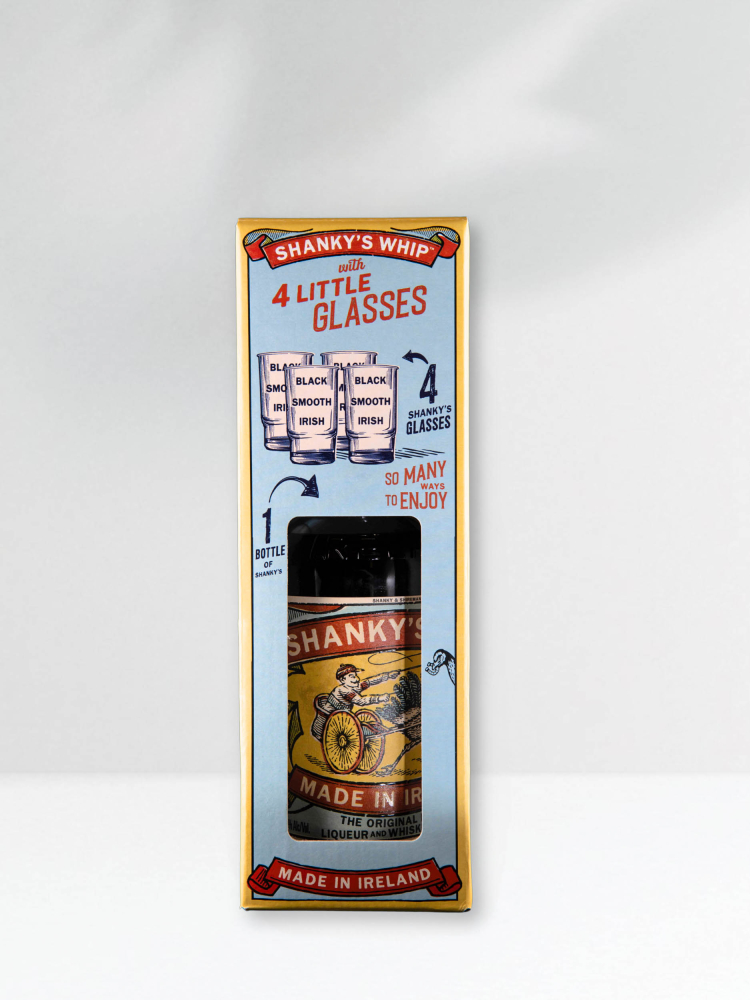 SHANKY'S WHIP™
with
4 LITTLE
GLASSES
BLACK
SMOOTH
IRISH
BLACK
SMOOTH
IRISH
4
SHANKY'S
GLASSES
SO MANY
WAYS
TO ENJOY
1
BOTTLE
OF
SHANKY'S
SHANKY'S
MADE IN IR
THE ORIGINAL
LIQUEUR AND WHISK
MADE IN IRELAND